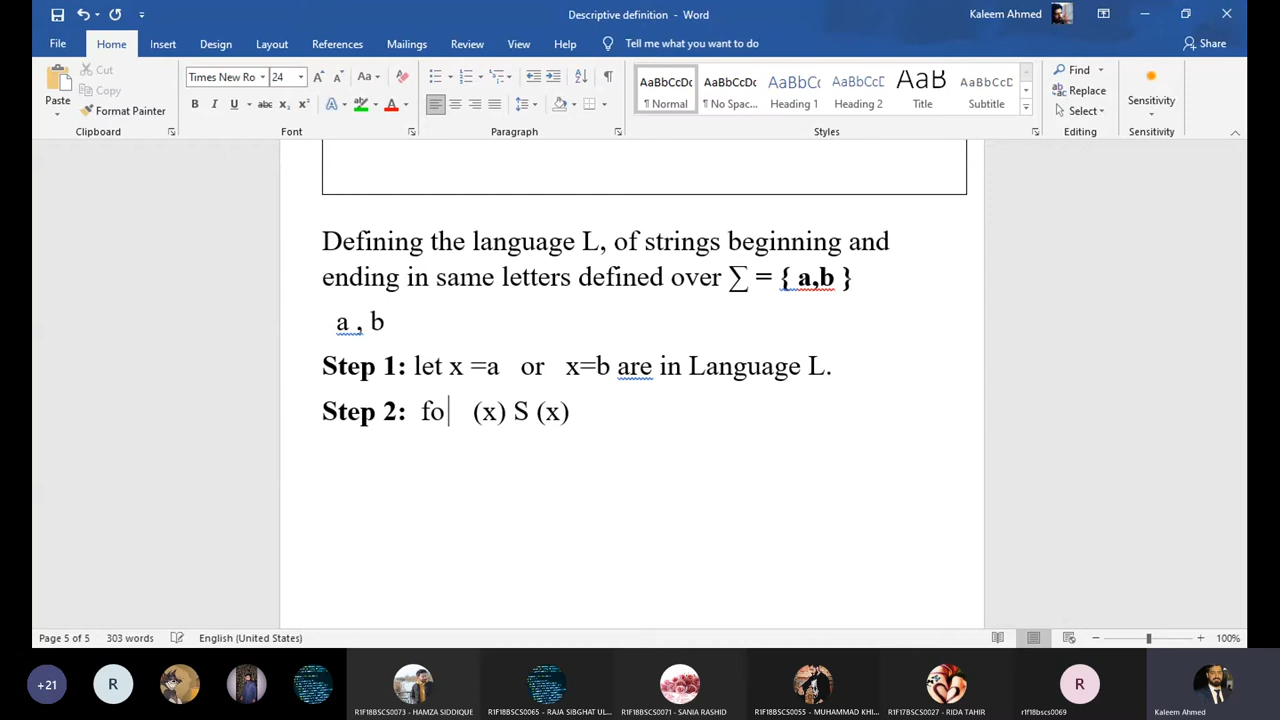 Descriptive definition - Word
Kaleem Ahmed
File Home Insert Design Layout References Mailings Review View Help Tell me what you want to do Share
Paste Cut Copy Format Painter Clipboard
Times New Ro 24 Aa Font
Paragraph
AaBbCcDc AaBbCcDc AaBbCc AaBbCcC AaB AaBbCcD
¶ Normal ¶ No Spac... Heading 1 Heading 2 Title Subtitle
Styles
Find Replace Select Editing
Sensitivity
Sensitivity
Defining the language L, of strings beginning and
ending in same letters defined over ∑ = { a,b }
a , b
Step 1: let x =a or x=b are in Language L.
Step 2: fo (x) S (x)
Page 5 of 5 303 words English (United States) 100%
+21 R R
R1F18BSCS0073 - HAMZA SIDDIQUE R1F18BSCS0065 - RAJA SIBGHAT UL... R1F18BSCS0071 - SANIA RASHID R1F18BSCS0055 - MUHAMMAD KHI... R1F17BSCS0027 - RIDA TAHIR r1f18bscs0069 Kaleem Ahmed